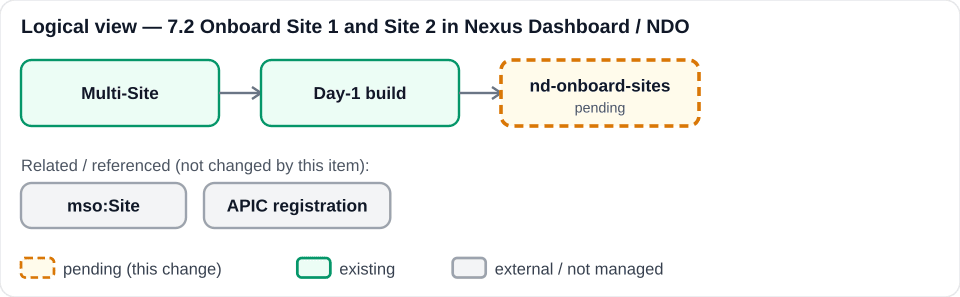 Logical view — 7.2 Onboard Site 1 and Site 2 in Nexus Dashboard / NDO
Multi-Site
Day-1 build
nd-onboard-sites
pending
Related / referenced (not changed by this item):
mso:Site
APIC registration
pending (this change)
existing
external / not managed